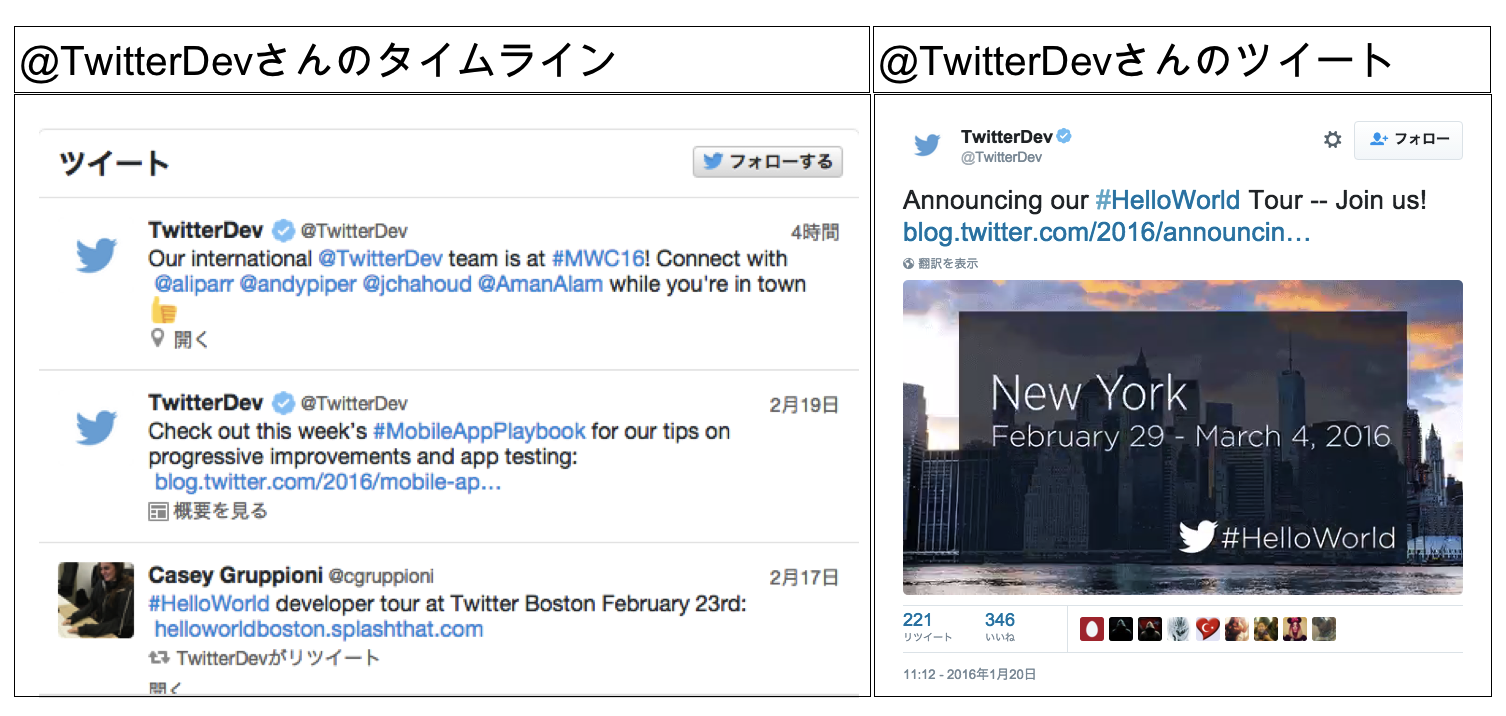 @TwitterDevさんのタイムライン
ツイート
フォローする
TwitterDev @TwitterDev 4時間
Our international @TwitterDev team is at #MWC16! Connect with
@aliparr @andypiper @jchahoud @AmanAlam while you're in town
👍
開く
TwitterDev @TwitterDev 2月19日
Check out this week's #MobileAppPlaybook for our tips on
progressive improvements and app testing:
blog.twitter.com/2016/mobile-ap…
概要を見る
Casey Gruppioni @cgruppioni 2月17日
#HelloWorld developer tour at Twitter Boston February 23rd:
helloworldboston.splashthat.com
TwitterDevがリツイート
開く
@TwitterDevさんのツイート
TwitterDev
@TwitterDev
フォロー
Announcing our #HelloWorld Tour -- Join us!
blog.twitter.com/2016/announcin…
翻訳を表示
New York
February 29 - March 4, 2016
#HelloWorld
221 346
リツイート いいね
11:12 - 2016年1月20日